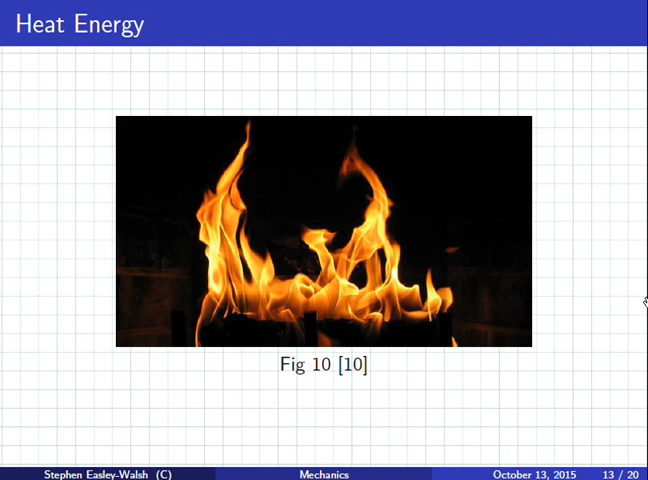 Heat Energy
Fig 10 [10]
Stephen Easley-Walsh (C) Mechanics October 13, 2015 13 / 20